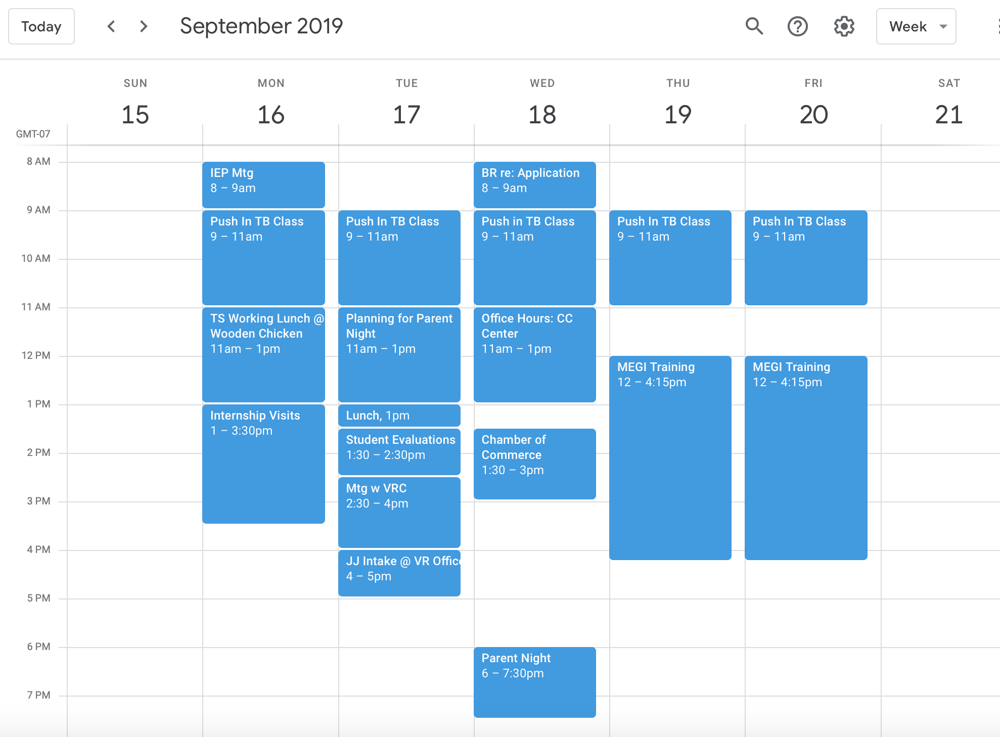 Today
September 2019
Week
SUN MON TUE WED THU FRI SAT
15 16 17 18 19 20 21
GMT-07
8 AM
9 AM
10 AM
11 AM
12 PM
1 PM
2 PM
3 PM
4 PM
5 PM
6 PM
7 PM
IEP Mtg
8 – 9am
Push In TB Class
9 – 11am
TS Working Lunch @
Wooden Chicken
11am – 1pm
Internship Visits
1 – 3:30pm
Push In TB Class
9 – 11am
Planning for Parent
Night
11am – 1pm
Lunch, 1pm
Student Evaluations
1:30 – 2:30pm
Mtg w VRC
2:30 – 4pm
JJ Intake @ VR Office
4 – 5pm
BR re: Application
8 – 9am
Push in TB Class
9 – 11am
Office Hours: CC
Center
11am – 1pm
Chamber of
Commerce
1:30 – 3pm
Parent Night
6 – 7:30pm
Push In TB Class
9 – 11am
MEGI Training
12 – 4:15pm
Push In TB Class
9 – 11am
MEGI Training
12 – 4:15pm